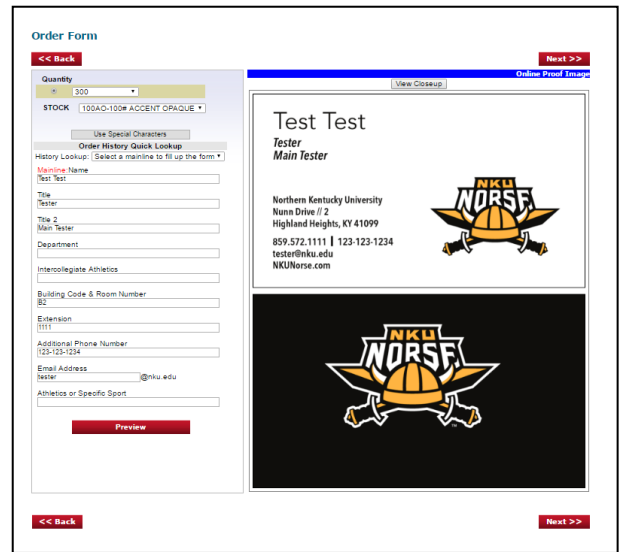 Order Form
<< Back
Next >>
Quantity
300
STOCK 100AO-100# ACCENT OPAQUE
Use Special Characters
Order History Quick Lookup
History Lookup: Select a mainline to fill up the form
Mainline:Name
Test Test
Title
Tester
Title 2
Main Tester
Department
Intercollegiate Athletics
Building Code & Room Number
B2
Extension
1111
Additional Phone Number
123-123-1234
Email Address
tester @nku.edu
Athletics or Specific Sport
Preview
Online Proof Image
View Closeup
Test Test
Tester
Main Tester
Northern Kentucky University
Nunn Drive // 2
Highland Heights, KY 41099
859.572.1111 | 123-123-1234
tester@nku.edu
NKUNorse.com
NKU
NORSE
NKU
NORSE
TM
<< Back
Next >>